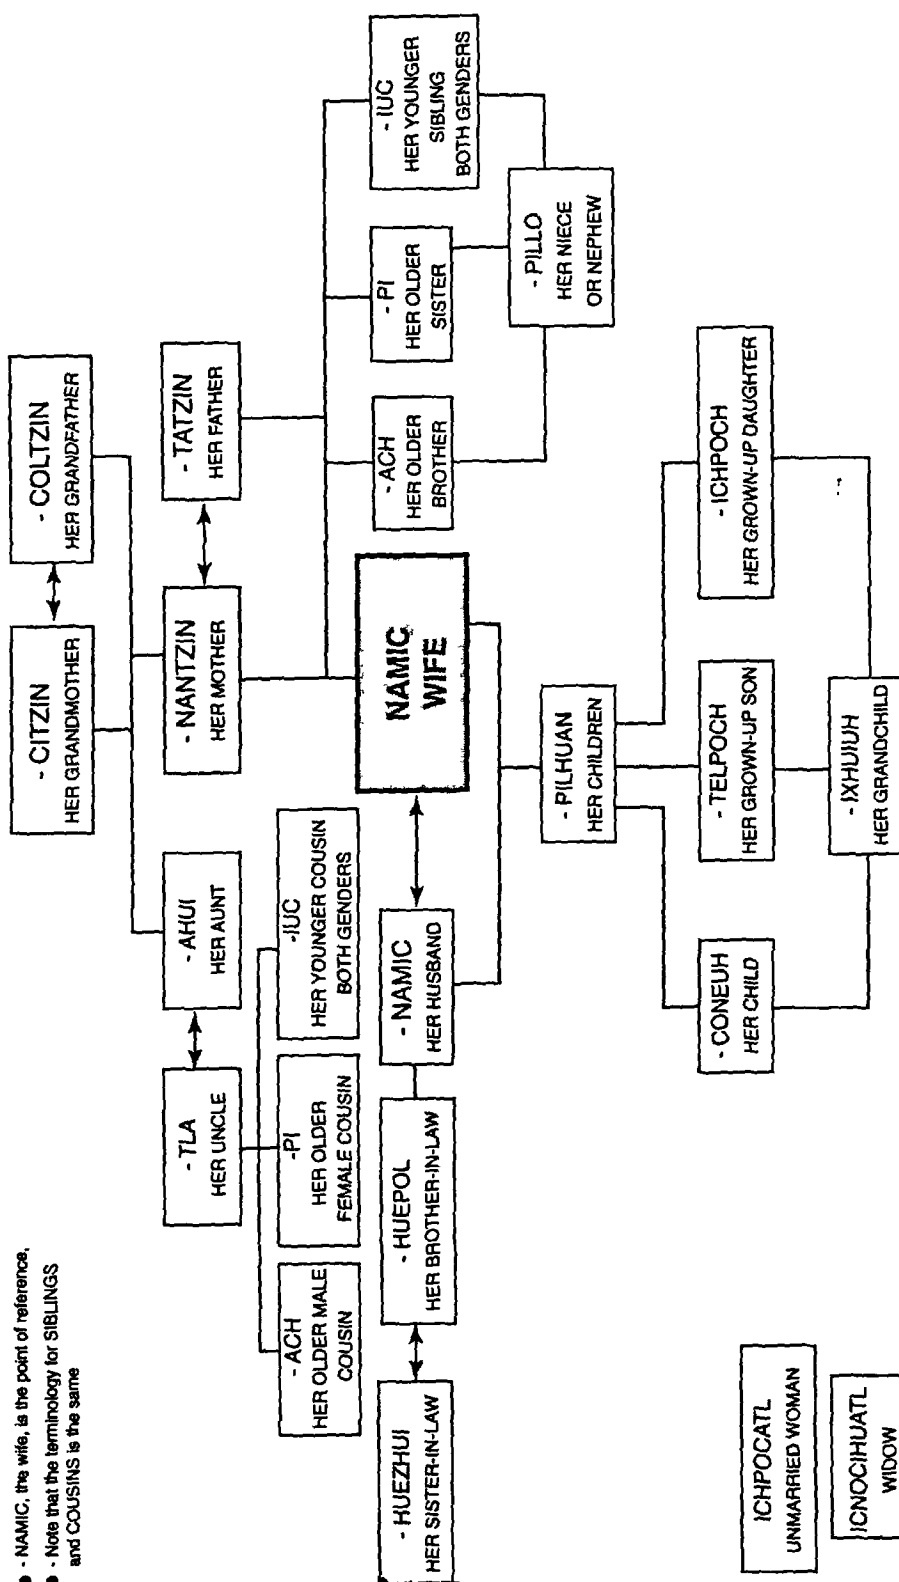 - NAMIC, the wife, is the point of reference,
- Note that the terminology for SIBLINGS
and COUSINS is the same
- CITZIN
HER GRANDMOTHER
- COLTZIN
HER GRANDFATHER
- TLA
HER UNCLE
- AHUI
HER AUNT
- NANTZIN
HER MOTHER
- TATZIN
HER FATHER
- ACH
HER OLDER MALE
COUSIN
-PI
HER OLDER
FEMALE COUSIN
-IUC
HER YOUNGER COUSIN
BOTH GENDERS
- HUEZHUI
HER SISTER-IN-LAW
- HUEPOL
HER BROTHER-IN-LAW
- NAMIC
HER HUSBAND
NAMIC
WIFE
- ACH
HER OLDER
BROTHER
- PI
HER OLDER
SISTER
- IUC
HER YOUNGER
SIBLING
BOTH GENDERS
- PILLO
HER NIECE
OR NEPHEW
- PILHUAN
HER CHILDREN
- CONEUH
HER CHILD
- TELPOCH
HER GROWN-UP SON
- ICHPOCH
HER GROWN-UP DAUGHTER
- IXHUIUH
HER GRANDCHILD
ICHPOCATL
UNMARRIED WOMAN
ICNOCIHUATL
WIDOW